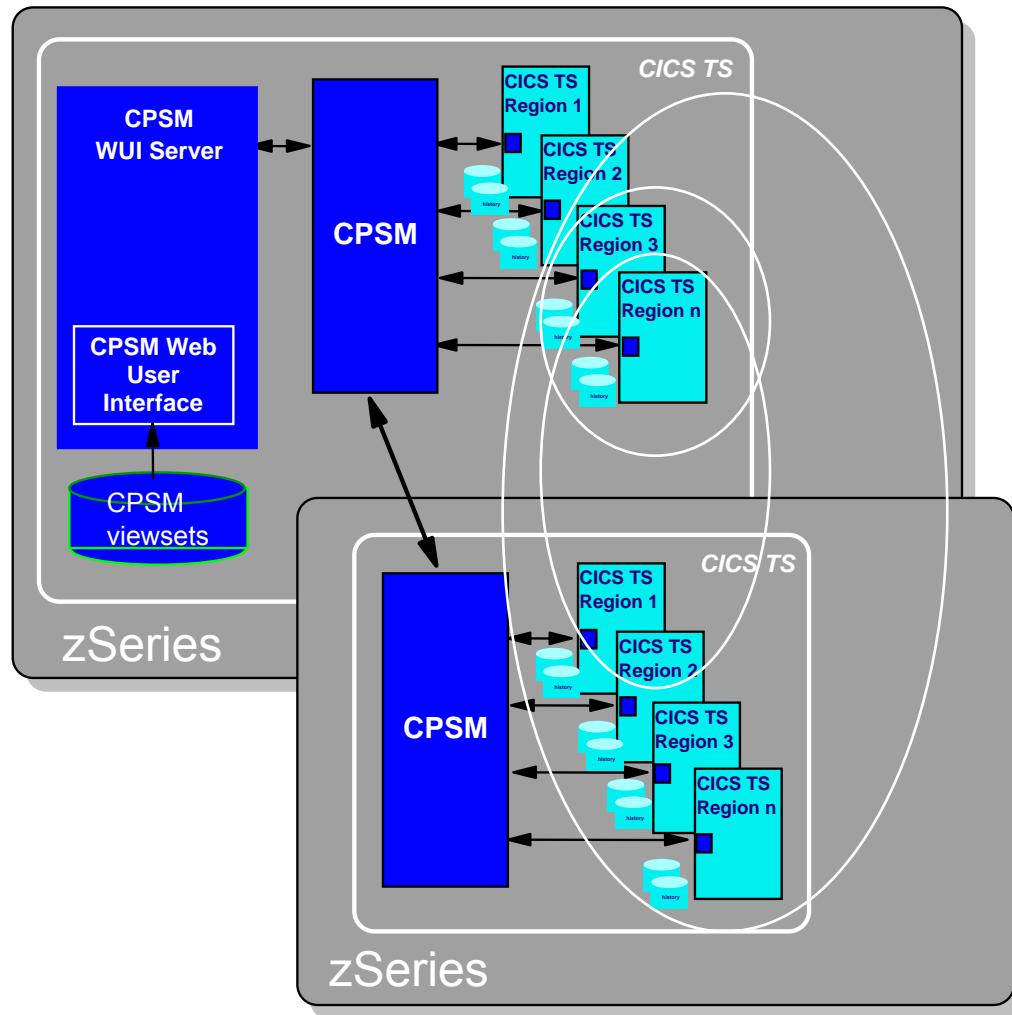 CICS TS
CPSM
WUI Server
CPSM
CICS TS
Region 1
history
CICS TS
Region 2
CICS TS
Region 3
history
CICS TS
Region n
history
CPSM Web
User
Interface
CPSM
viewsets
zSeries
CICS TS
CPSM
CICS TS
Region 1
history
CICS TS
Region 2
history
CICS TS
Region 3
history
CICS TS
Region n
history
zSeries